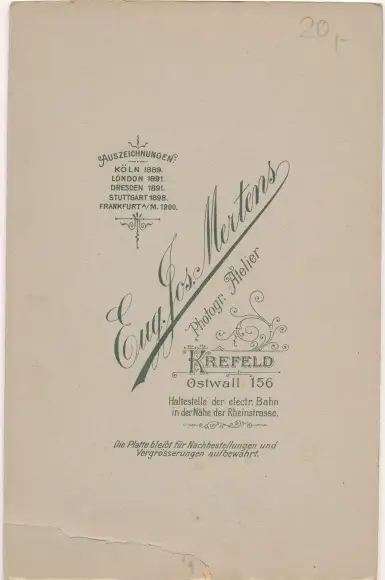 20,-
AUSZEICHNUNGEN:
KÖLN 1889.
LONDON 1891.
DRESDEN 1891.
STUTTGART 1898.
FRANKFURT A/M. 1900.
Eug. Jos. Mertens
Photogr. Atelier
KREFELD
Ostwall 156
Haltestelle der electr. Bahn
in der Nähe der Rheinstrasse.
Die Platte bleibt für Nachbestellungen und
Vergrösserungen aufbewahrt.